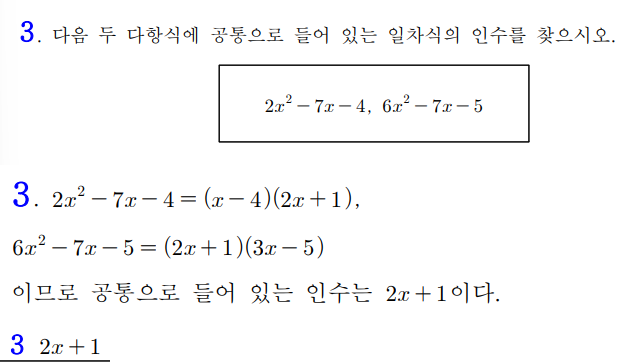 3. 다음 두 다항식에 공통으로 들어 있는 일차식의 인수를 찾으시오.
2x² − 7x − 4, 6x² − 7x − 5
3. 2x² − 7x − 4 = (x − 4)(2x + 1),
6x² − 7x − 5 = (2x + 1)(3x − 5)
이므로 공통으로 들어 있는 인수는 2x + 1이다.
3 2x + 1